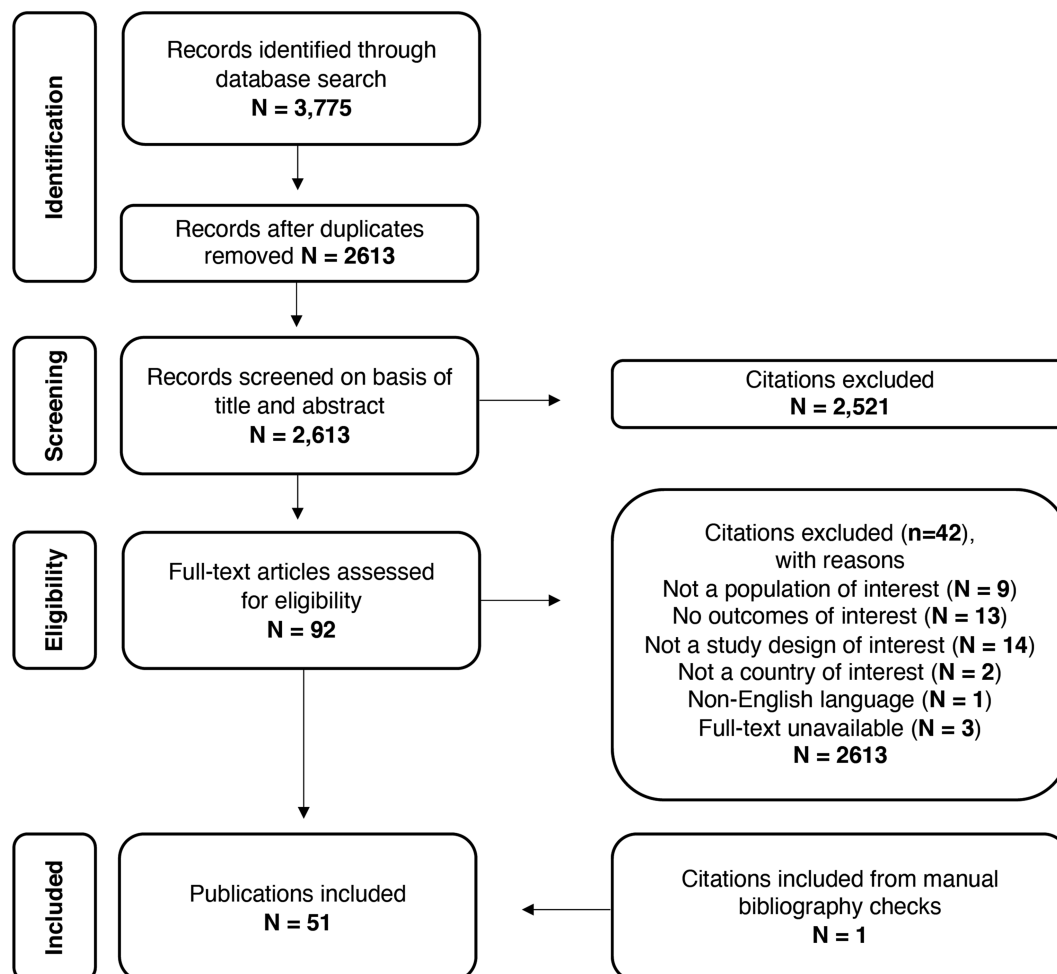 Identification
Records identified through
database search
N = 3,775
Records after duplicates
removed N = 2613
Screening
Records screened on basis of
title and abstract
N = 2,613
Citations excluded
N = 2,521
Eligibility
Full-text articles assessed
for eligibility
N = 92
Citations excluded (n=42),
with reasons
Not a population of interest (N = 9)
No outcomes of interest (N = 13)
Not a study design of interest (N = 14)
Not a country of interest (N = 2)
Non-English language (N = 1)
Full-text unavailable (N = 3)
N = 2613
Included
Publications included
N = 51
Citations included from manual
bibliography checks
N = 1